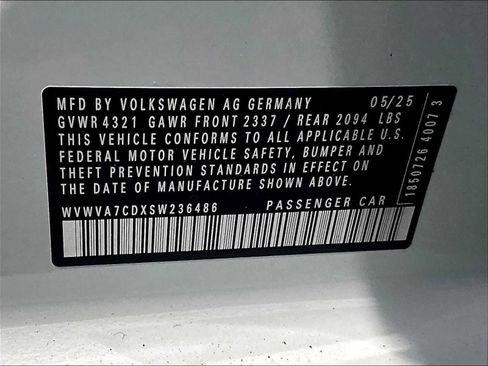 MFD BY VOLKSWAGEN AG GERMANY 05/25
GVWR 4321 GAWR FRONT 2337 / REAR 2094 LBS
THIS VEHICLE CONFORMS TO ALL APPLICABLE U.S.
FEDERAL MOTOR VEHICLE SAFETY, BUMPER AND
THEFT PREVENTION STANDARDS IN EFFECT ON
THE DATE OF MANUFACTURE SHOWN ABOVE.
WVWVA7CDXSW236486 PASSENGER CAR
1850726 4007 3